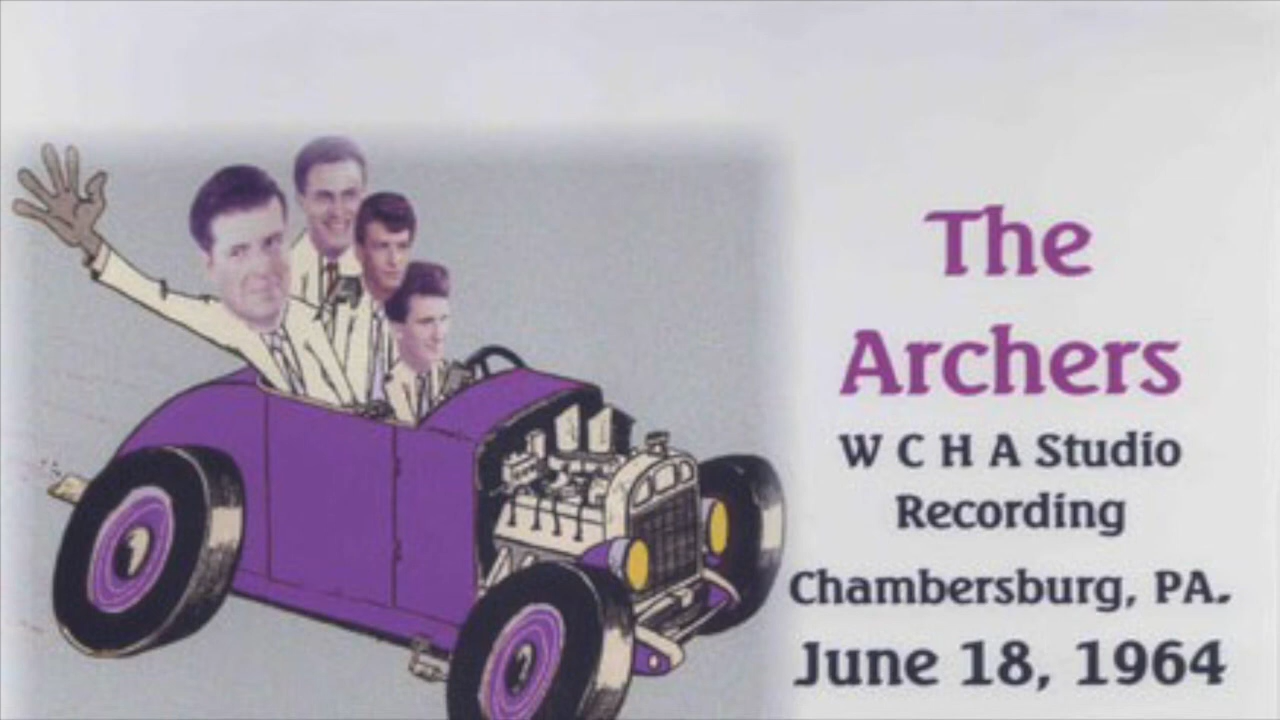 The
Archers
W C H A Studio
Recording
Chambersburg, PA.
June 18, 1964